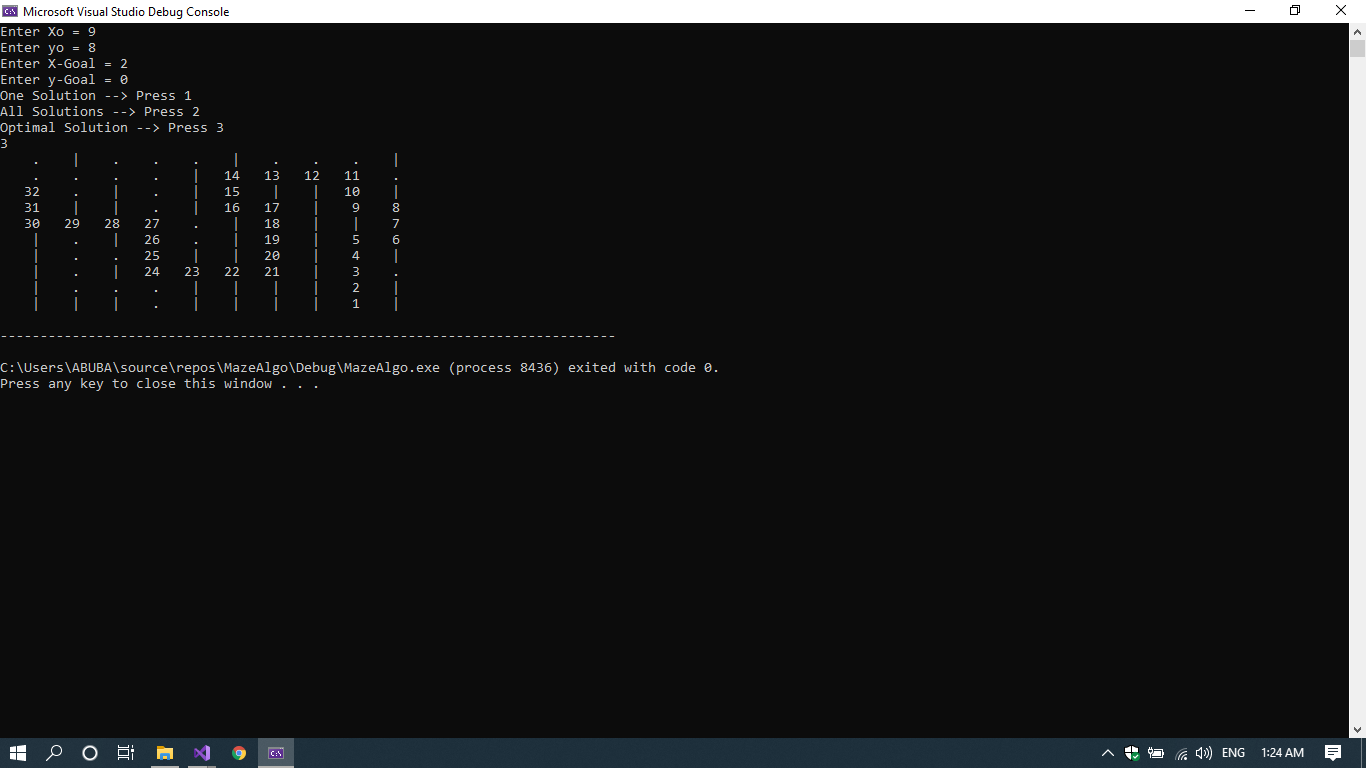 Microsoft Visual Studio Debug Console
Enter Xo = 9
Enter yo = 8
Enter X-Goal = 2
Enter y-Goal = 0
One Solution --> Press 1
All Solutions --> Press 2
Optimal Solution --> Press 3
3
    .    |    .    .    .    |    .    .    .    |
    .    .    .    .    |   14   13   12   11    .
   32    .    |    .    |   15    |    |   10    |
   31    |    |    .    |   16   17    |    9    8
   30   29   28   27    .    |   18    |    |    7
    |    .    |   26    .    |   19    |    5    6
    |    .    .   25    |    |   20    |    4    |
    |    .    |   24   23   22   21    |    3    .
    |    .    .    .    |    |    |    |    2    |
    |    |    |    .    |    |    |    |    1    |
-----------------------------------------------------------------------------
C:\Users\ABUBA\source\repos\MazeAlgo\Debug\MazeAlgo.exe (process 8436) exited with code 0.
Press any key to close this window . . .
ENG 1:24 AM